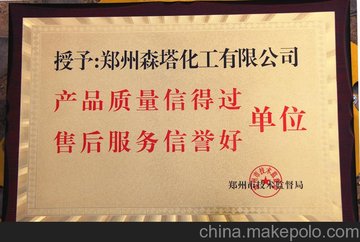 授予:郑州森塔化工有限公司
产品质量信得过
售后服务信誉好
单位
郑州市技术监督局
china.makepolo.com